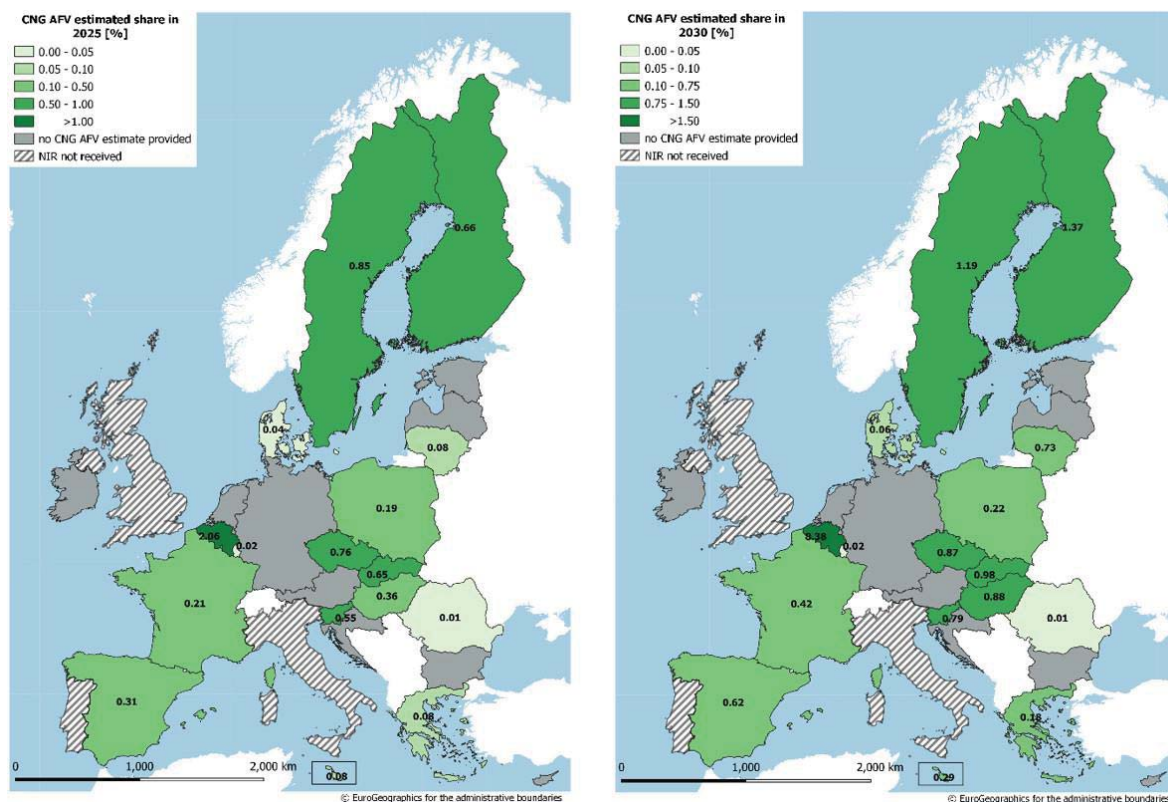 CNG AFV estimated share in
2025 [%]
0.00 - 0.05
0.05 - 0.10
0.10 - 0.50
0.50 - 1.00
>1.00
no CNG AFV estimate provided
NIR not received
0.66
0.85
0.04
0.08
0.19
2.06
0.02
0.76
0.65
0.36
0.21
0.55
0.01
0.31
0.08
0.08
0
1,000
2,000 km
© EuroGeographics for the administrative boundaries
CNG AFV estimated share in
2030 [%]
0.00 - 0.05
0.05 - 0.10
0.10 - 0.75
0.75 - 1.50
>1.50
no CNG AFV estimate provided
NIR not received
1.37
1.19
0.06
0.73
0.22
8.38
0.02
0.87
0.98
0.88
0.42
0.79
0.01
0.62
0.18
0.29
0
1,000
2,000 km
© EuroGeographics for the administrative boundaries